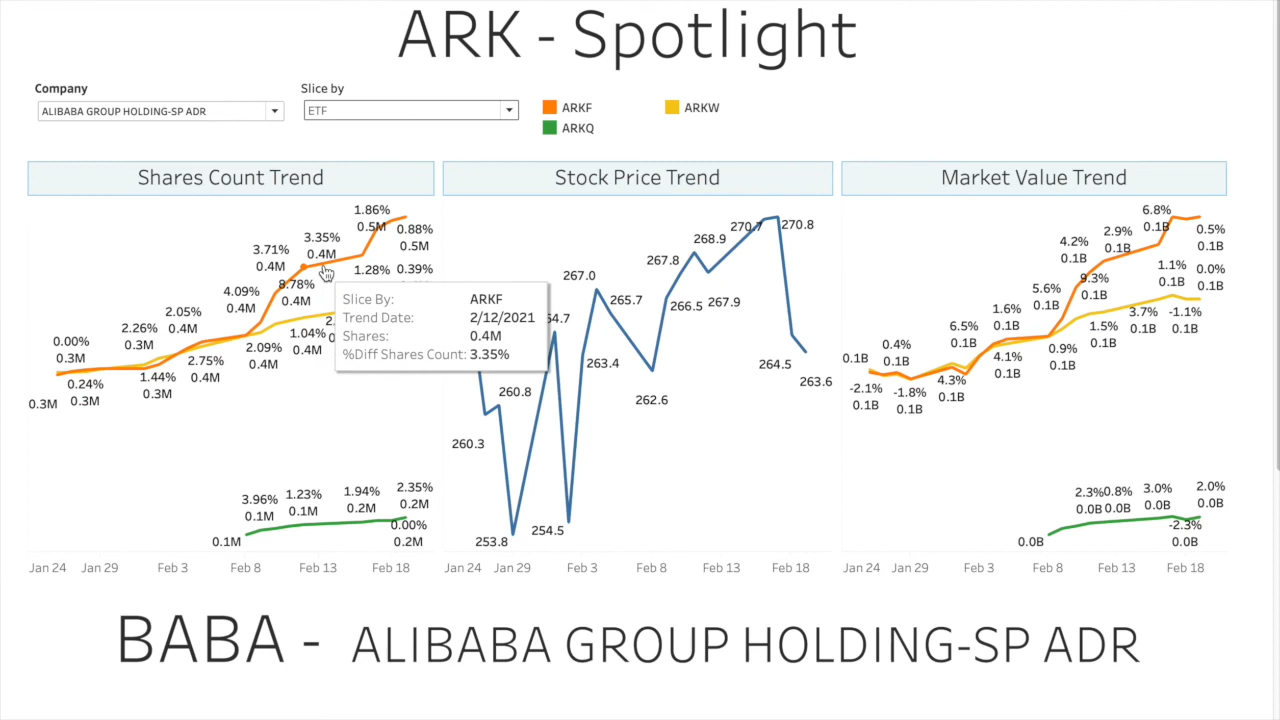 ARK - Spotlight
Company
Slice by
ALIBABA GROUP HOLDING-SP ADR
ETF
ARKF
ARKW
ARKQ
Shares Count Trend
0.00%
0.3M
0.3M
0.24%
0.3M
2.26%
0.3M
1.44%
0.3M
2.05%
0.4M
2.75%
0.4M
4.09%
0.4M
2.09%
0.4M
3.71%
0.4M
8.78%
0.4M
3.35%
0.4M
1.04%
0.4M
1.86%
0.5M
1.28%
0.88%
0.5M
0.39%
Slice By: ARKF
Trend Date: 2/12/2021
Shares: 0.4M
%Diff Shares Count: 3.35%
0.1M
3.96%
0.1M
1.23%
0.1M
1.94%
0.2M
2.35%
0.2M
0.00%
0.2M
Jan 24 Jan 29 Feb 3 Feb 8 Feb 13 Feb 18
Stock Price Trend
260.3
260.8
253.8
254.5
267.0
263.4
265.7
262.6
267.8
266.5
268.9
267.9
270.7
270.8
264.5
263.6
Jan 24 Jan 29 Feb 3 Feb 8 Feb 13 Feb 18
Market Value Trend
0.1B
-2.1%
0.1B
0.4%
0.1B
-1.8%
0.1B
6.5%
0.1B
4.3%
0.1B
1.6%
0.1B
4.1%
0.1B
5.6%
0.1B
0.9%
0.1B
4.2%
0.1B
9.3%
0.1B
2.9%
0.1B
1.5%
0.1B
6.8%
0.1B
3.7%
0.1B
1.1%
0.1B
0.5%
0.1B
0.0%
0.1B
-1.1%
0.1B
0.0B
2.3%
0.0B
0.8%
0.0B
3.0%
0.0B
2.0%
0.0B
-2.3%
0.0B
Jan 24 Jan 29 Feb 3 Feb 8 Feb 13 Feb 18
BABA - ALIBABA GROUP HOLDING-SP ADR